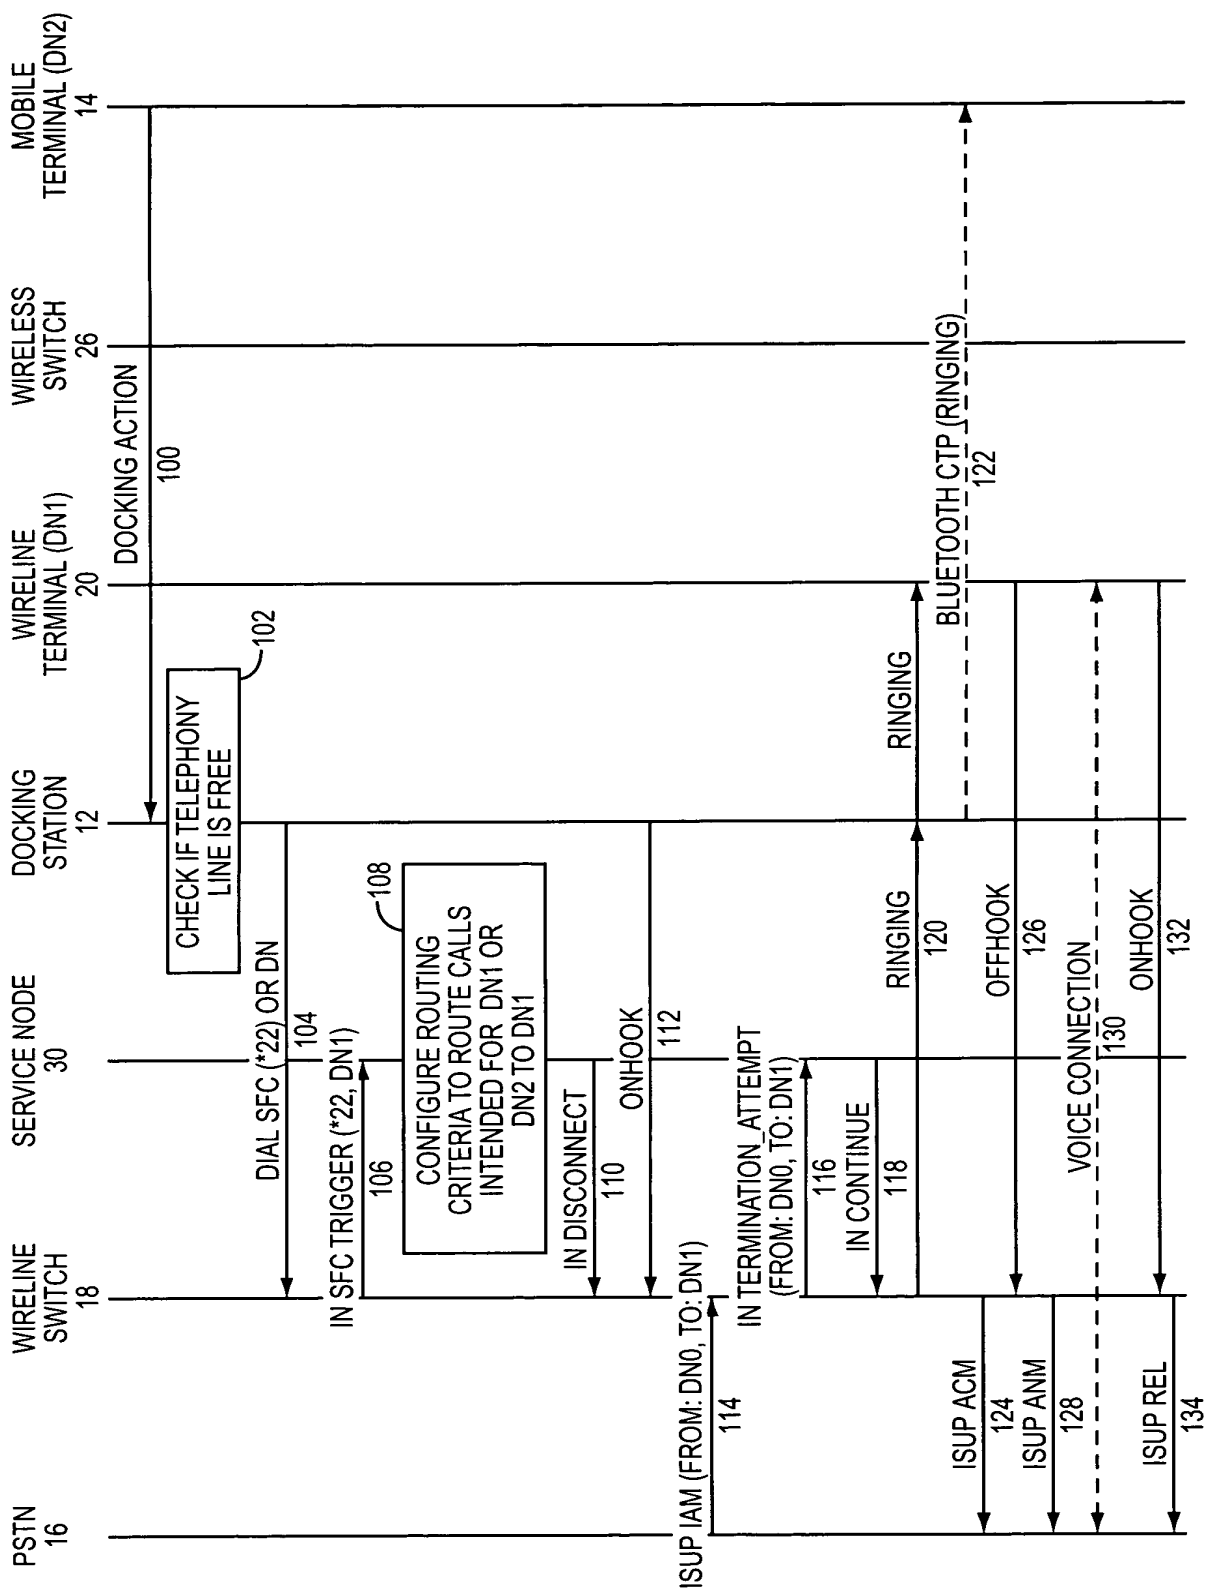 PSTN
16
WIRELINE
SWITCH
18
SERVICE NODE
30
DOCKING
STATION
12
WIRELINE
TERMINAL (DN1)
20
WIRELESS
SWITCH
26
MOBILE
TERMINAL (DN2)
14
DOCKING ACTION
100
CHECK IF TELEPHONY
LINE IS FREE
102
DIAL SFC (*22) OR DN
104
IN SFC TRIGGER (*22, DN1)
106
CONFIGURE ROUTING
CRITERIA TO ROUTE CALLS
INTENDED FOR DN1 OR
DN2 TO DN1
108
IN DISCONNECT
110
ONHOOK
112
ISUP IAM (FROM: DN0, TO: DN1)
114
IN TERMINATION_ATTEMPT
(FROM: DN0, TO: DN1)
116
IN CONTINUE
118
RINGING
120
RINGING
BLUETOOTH CTP (RINGING)
122
ISUP ACM
124
OFFHOOK
126
ISUP ANM
128
VOICE CONNECTION
130
ONHOOK
132
ISUP REL
134